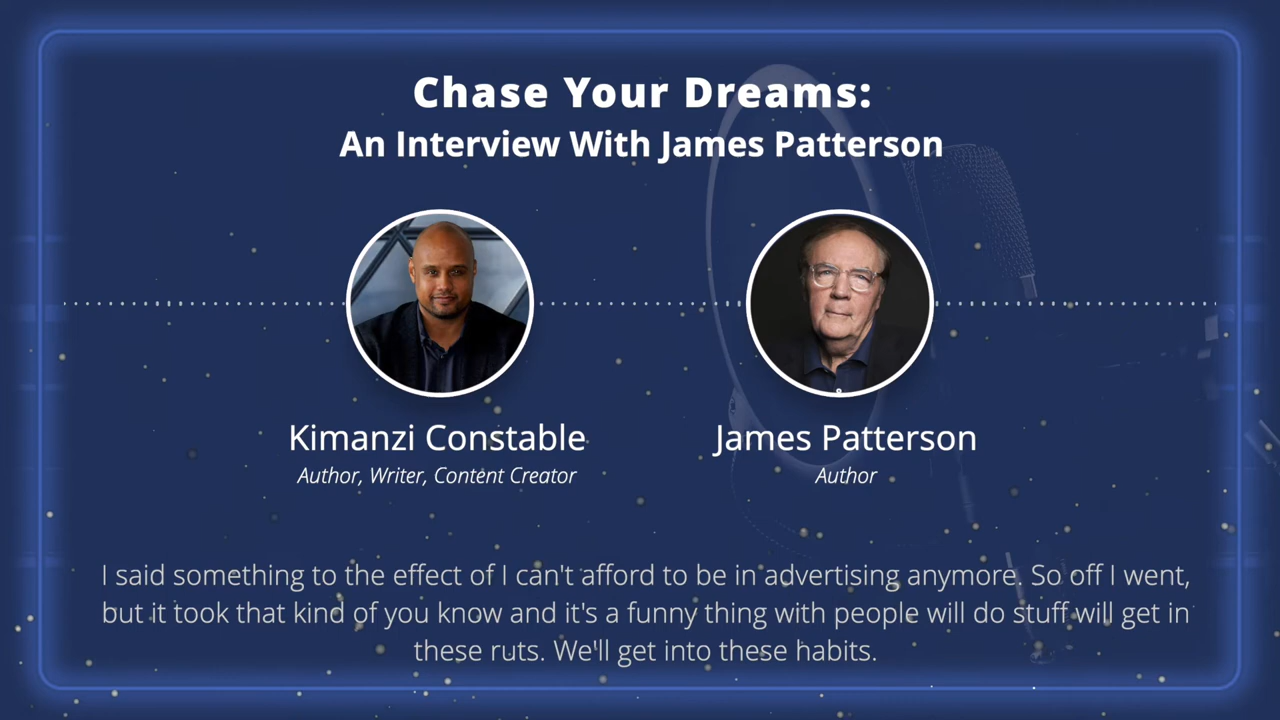 Chase Your Dreams:
An Interview With James Patterson
Kimanzi Constable
James Patterson
Author, Writer, Content Creator
Author
I said something to the effect of I can't afford to be in advertising anymore. So off I went,
but it took that kind of you know and it's a funny thing with people will do stuff will get in
these ruts. We'll get into these habits.